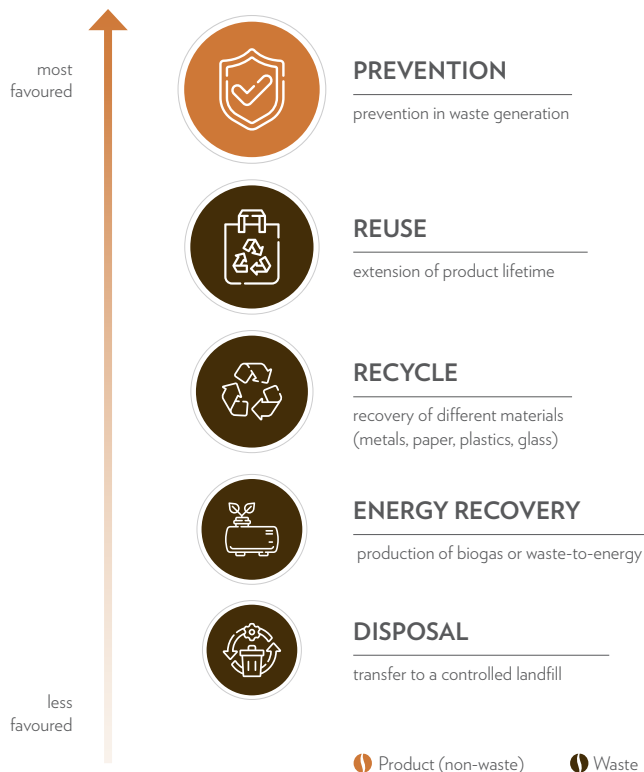 most
favoured
PREVENTION
prevention in waste generation
REUSE
extension of product lifetime
RECYCLE
recovery of different materials
(metals, paper, plastics, glass)
ENERGY RECOVERY
production of biogas or waste-to-energy
DISPOSAL
transfer to a controlled landfill
less
favoured
Product (non-waste)
Waste